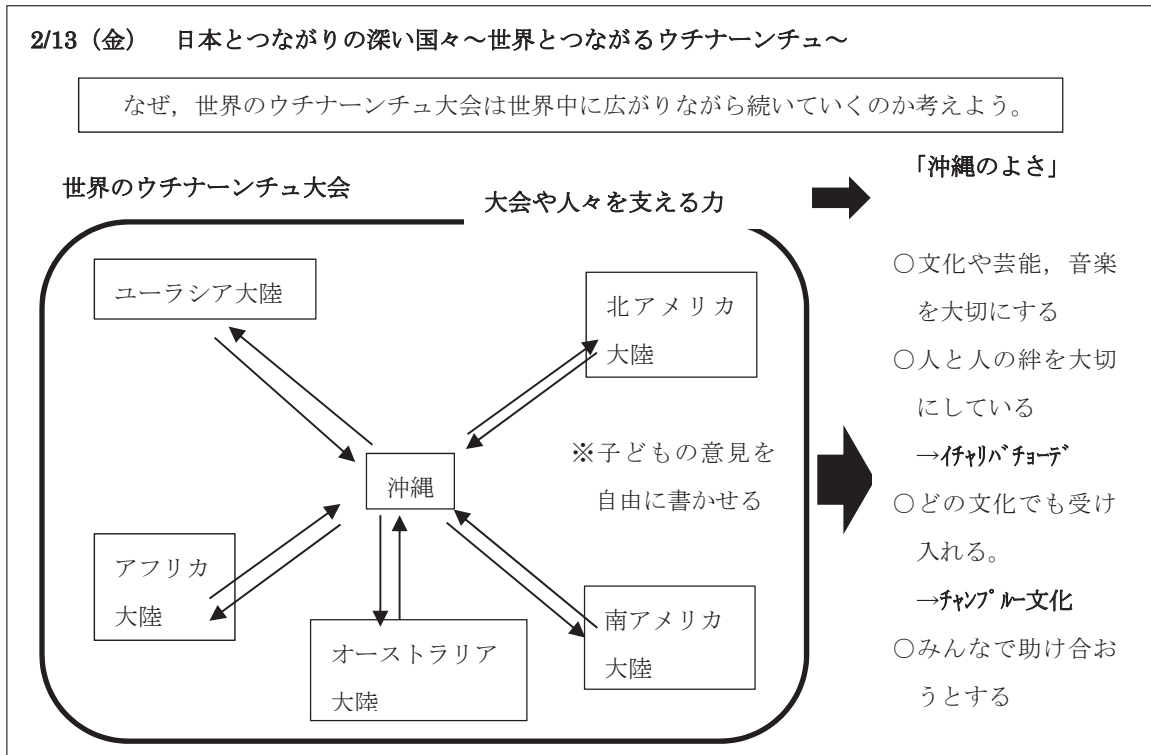 2/13（金）　日本とつながりの深い国々～世界とつながるウチナーンチュ～
なぜ，世界のウチナーンチュ大会は世界中に広がりながら続いていくのか考えよう。
世界のウチナーンチュ大会
大会や人々を支える力
ユーラシア大陸
北アメリカ
大陸
沖縄
※子どもの意見を
自由に書かせる
アフリカ
大陸
オーストラリア
大陸
南アメリカ
大陸
「沖縄のよさ」
○文化や芸能，音楽
を大切にする
○人と人の絆を大切
にしている
→ｲﾁｬﾘﾊﾞﾁｮｰﾃﾞ
○どの文化でも受け
入れる。
→ﾁｬﾝﾌﾟﾙｰ文化
○みんなで助け合お
うとする